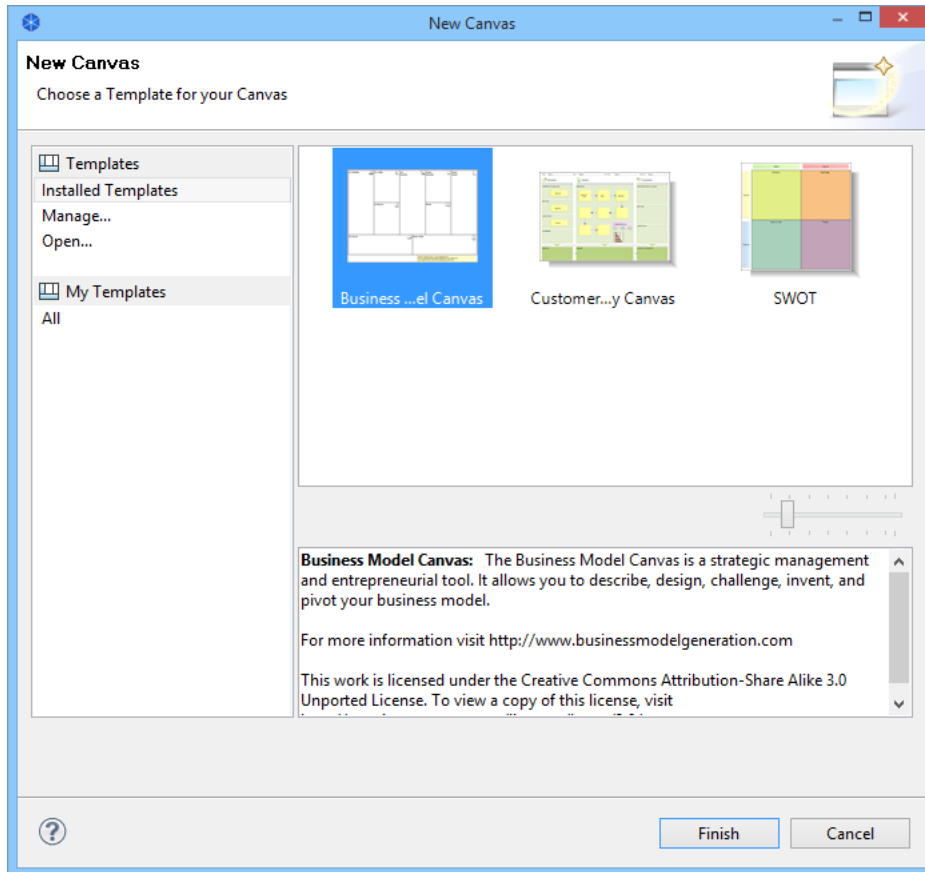 New Canvas
New Canvas
Choose a Template for your Canvas
Templates
Installed Templates
Manage...
Open...
My Templates
All
Business ...el Canvas
Customer...y Canvas
SWOT
Business Model Canvas: The Business Model Canvas is a strategic management
and entrepreneurial tool. It allows you to describe, design, challenge, invent, and
pivot your business model.
For more information visit http://www.businessmodelgeneration.com
This work is licensed under the Creative Commons Attribution-Share Alike 3.0
Unported License. To view a copy of this license, visit
Finish
Cancel